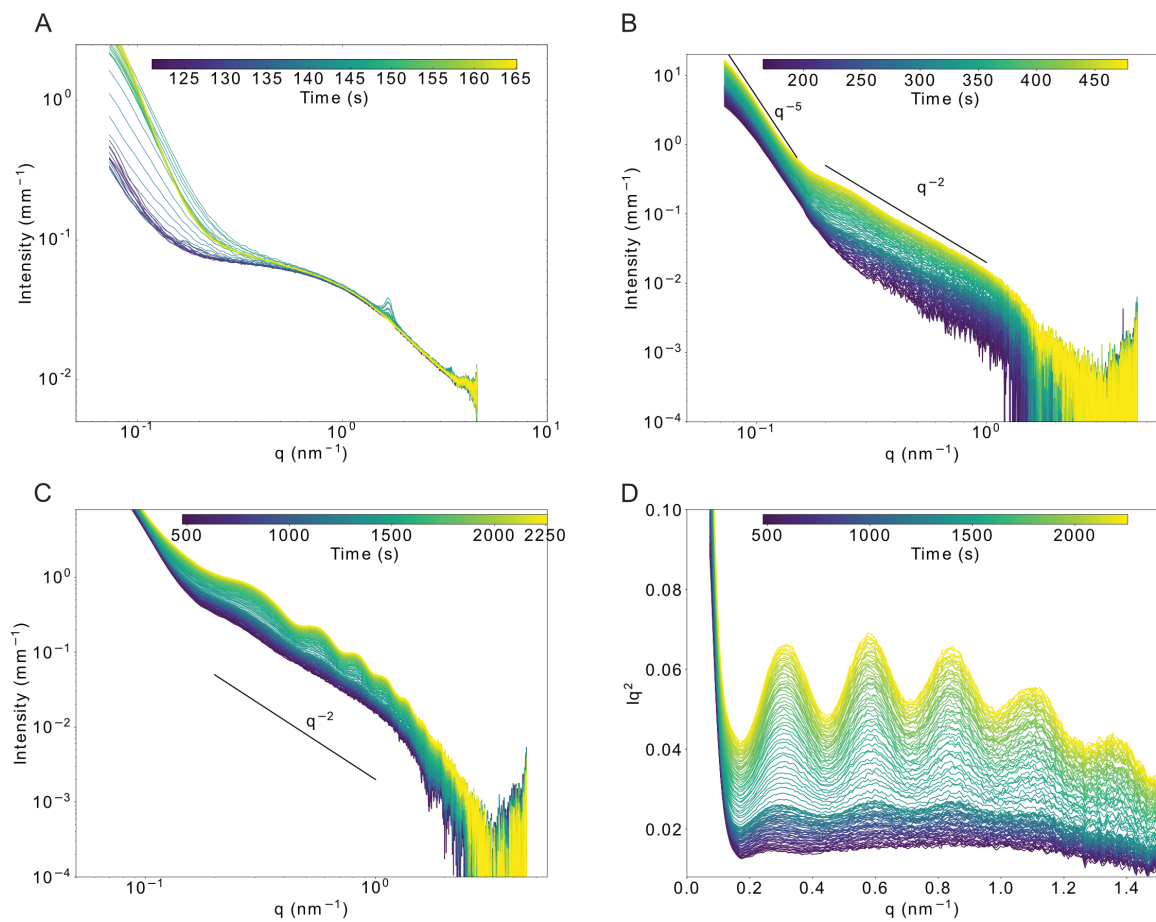 A
125 130 135 140 145 150 155 160 165
Time (s)
10⁰
10⁻¹
10⁻²
Intensity (mm⁻¹)
10⁻¹ 10⁰ 10¹
q (nm⁻¹)
B
200 250 300 350 400 450
Time (s)
q⁻⁵
q⁻²
10¹
10⁰
10⁻¹
10⁻²
10⁻³
10⁻⁴
Intensity (mm⁻¹)
10⁻¹ 10⁰
q (nm⁻¹)
C
500 1000 1500 2000 2250
Time (s)
q⁻²
10⁰
10⁻¹
10⁻²
10⁻³
10⁻⁴
Intensity (mm⁻¹)
10⁻¹ 10⁰
q (nm⁻¹)
D
500 1000 1500 2000
Time (s)
0.10
0.08
0.06
0.04
0.02
Iq²
0.0 0.2 0.4 0.6 0.8 1.0 1.2 1.4
q (nm⁻¹)